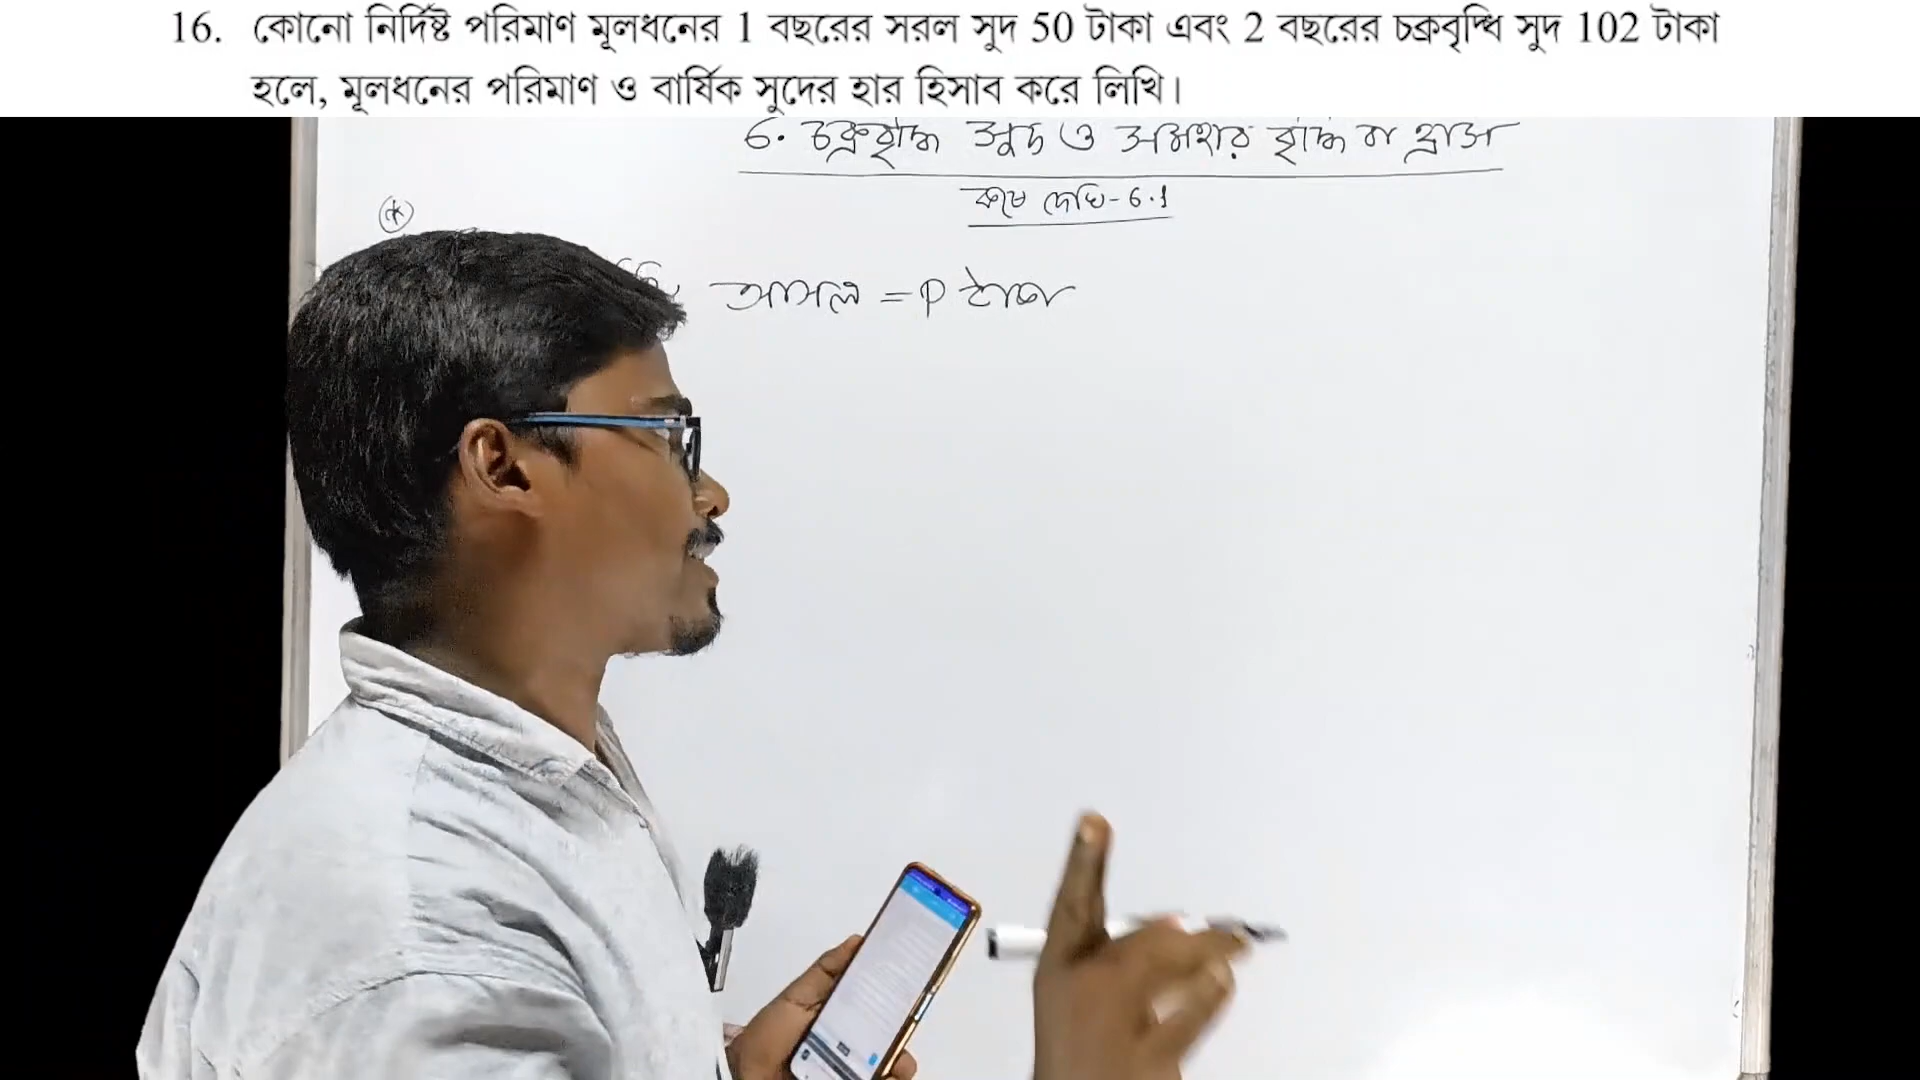 16. কোনো নির্দিষ্ট পরিমাণ মূলধনের 1 বছরের সরল সুদ 50 টাকা এবং 2 বছরের চক্রবৃদ্ধি সুদ 102 টাকা
হলে, মূলধনের পরিমাণ ও বার্ষিক সুদের হার হিসাব করে লিখি।
6. চক্রবৃদ্ধি সুদ ও সমহার বৃদ্ধি বা হ্রাস
কষে দেখি-6.1
আসল = P টাকা